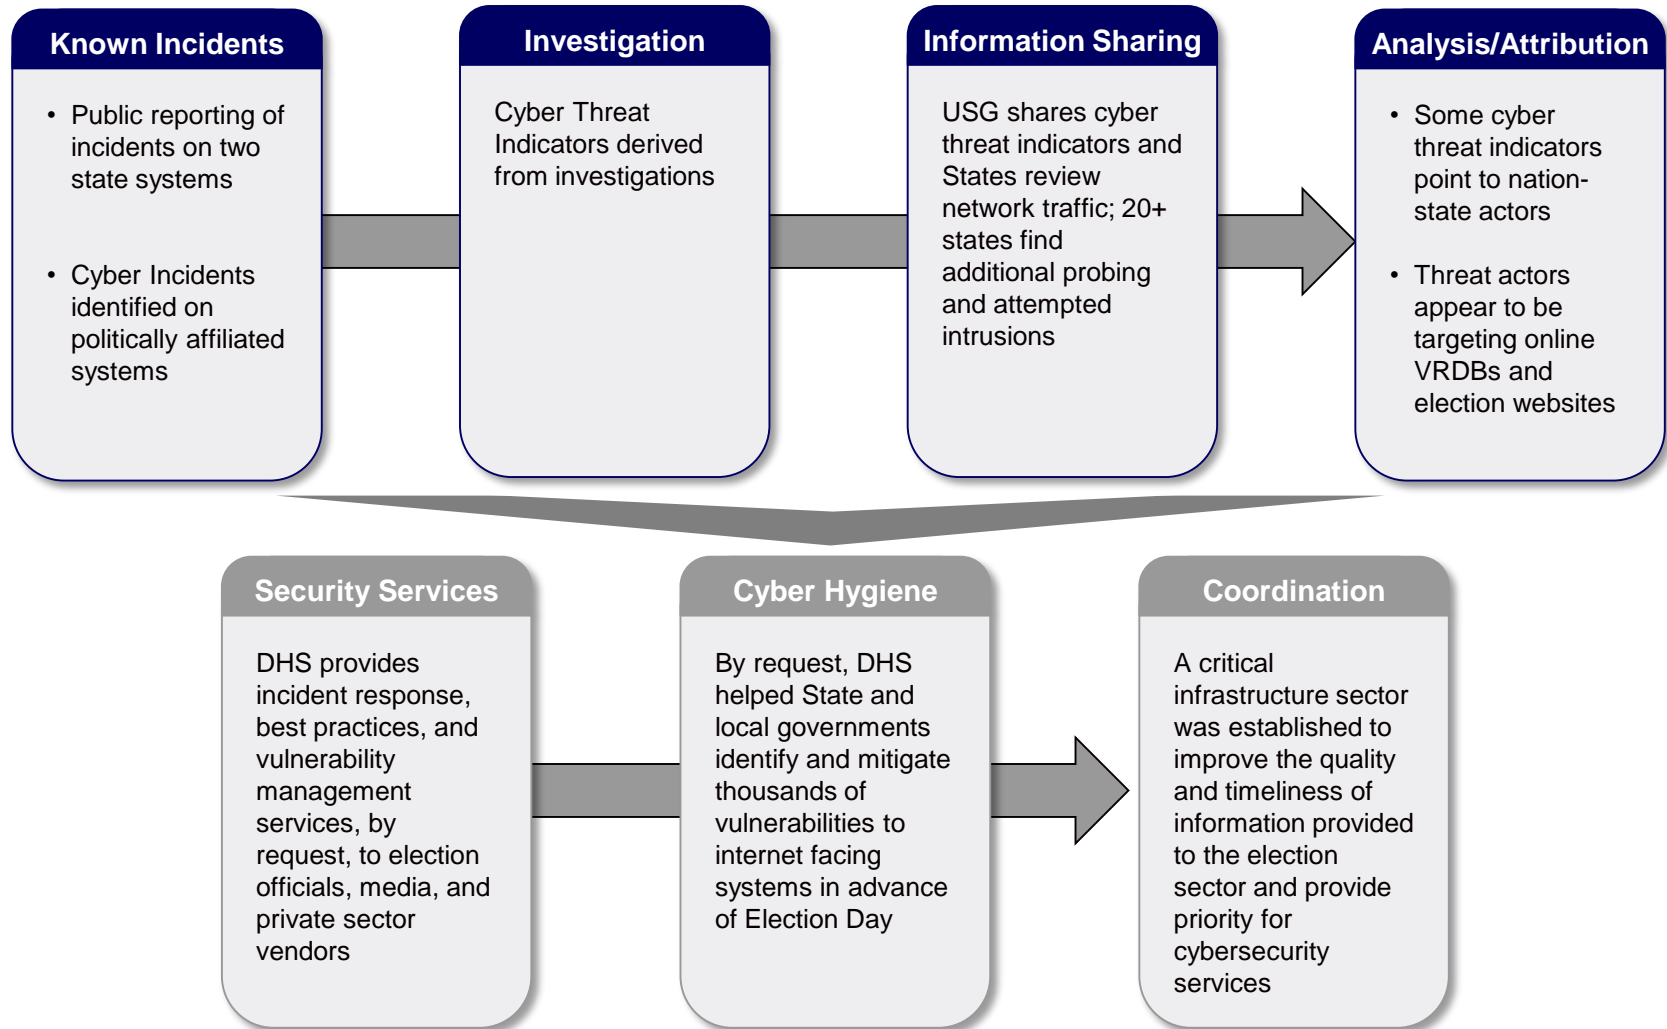 Known Incidents
• Public reporting of
incidents on two
state systems
• Cyber Incidents
identified on
politically affiliated
systems
Investigation
Cyber Threat
Indicators derived
from investigations
Information Sharing
USG shares cyber
threat indicators and
States review
network traffic; 20+
states find
additional probing
and attempted
intrusions
Analysis/Attribution
• Some cyber
threat indicators
point to nation-
state actors
• Threat actors
appear to be
targeting online
VRDBs and
election websites
Security Services
DHS provides
incident response,
best practices, and
vulnerability
management
services, by
request, to election
officials, media, and
private sector
vendors
Cyber Hygiene
By request, DHS
helped State and
local governments
identify and mitigate
thousands of
vulnerabilities to
internet facing
systems in advance
of Election Day
Coordination
A critical
infrastructure sector
was established to
improve the quality
and timeliness of
information provided
to the election
sector and provide
priority for
cybersecurity
services